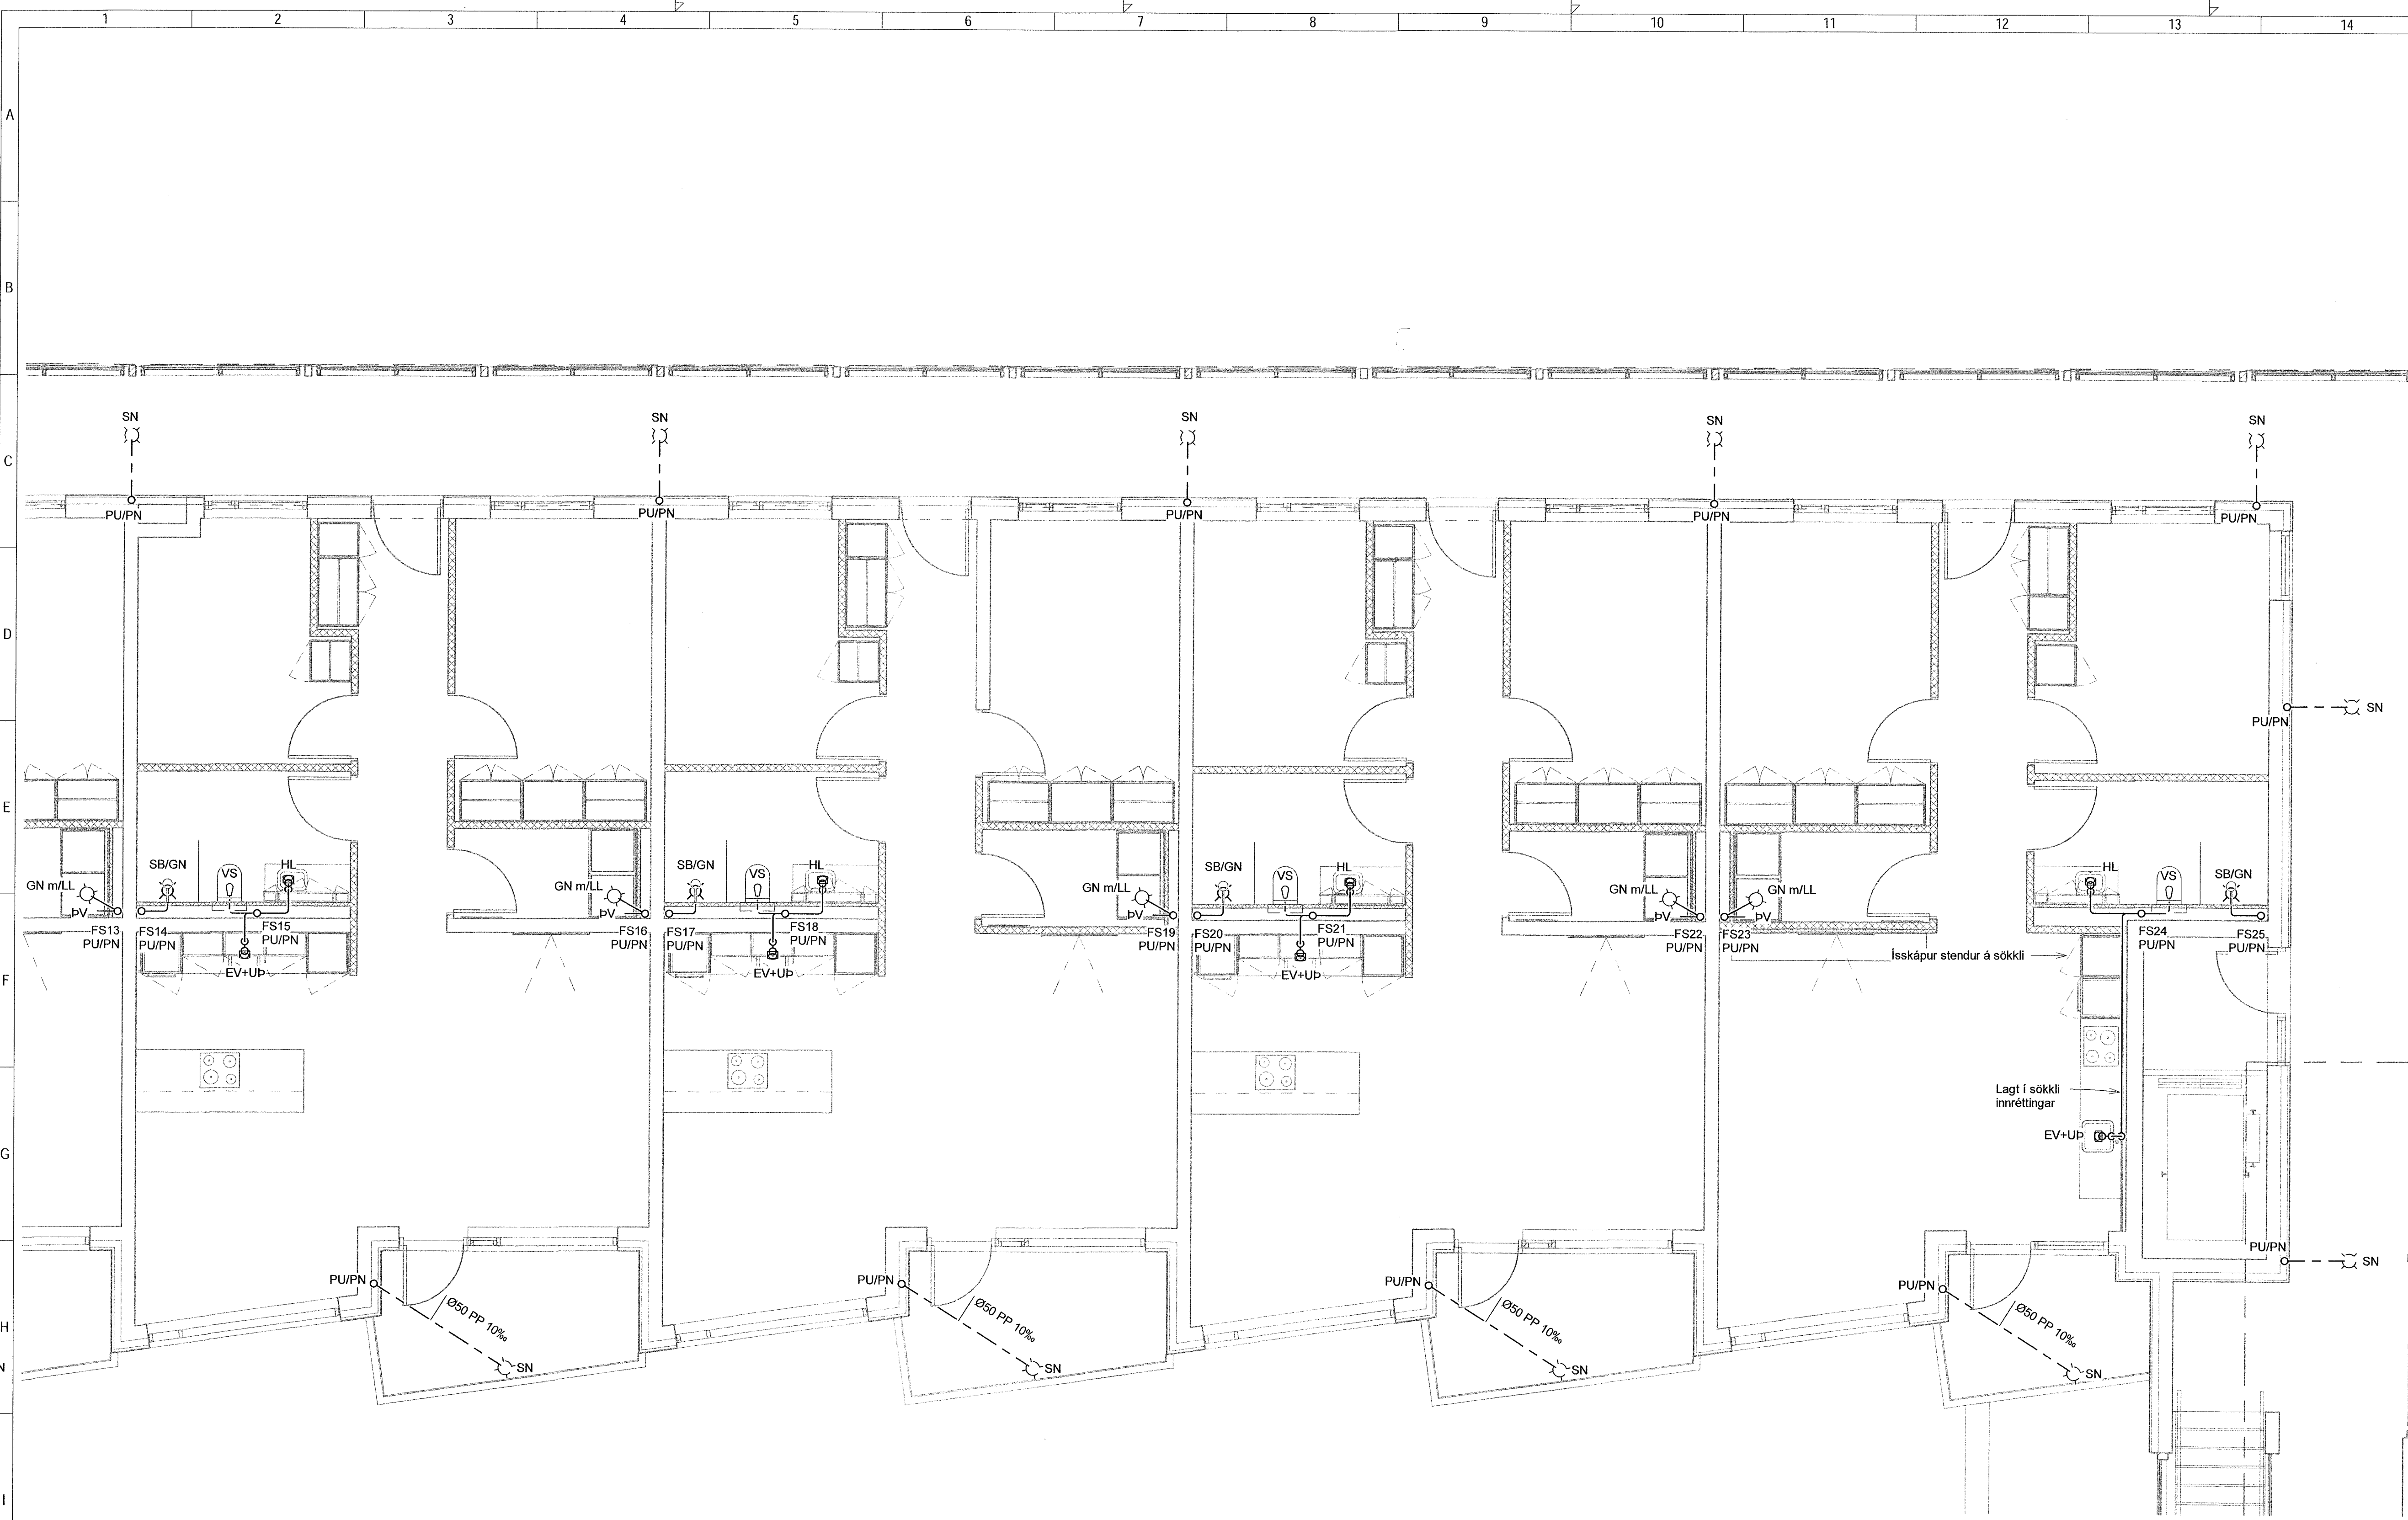 1 2 3 4 5 6 7 8 9 10 11 12 13 14
A
B
SN SN SN SN SN
C
PU/PN PU/PN PU/PN PU/PN PU/PN
D
SN
PU/PN
E
SB/GN VS HL SB/GN VS HL SB/GN VS HL HL VS SB/GN
GN m/LL GN m/LL GN m/LL GN m/LL GN m/LL
ÞV ÞV ÞV ÞV ÞV
FS13 FS14 FS15 FS16 FS17 FS18 FS19 FS20 FS21 FS22 FS23 FS24 FS25
PU/PN PU/PN PU/PN PU/PN PU/PN PU/PN PU/PN PU/PN PU/PN PU/PN PU/PN PU/PN PU/PN
Ísskápur stendur á sökkli
EV+UÞ EV+UÞ EV+UÞ
F
Lagt í sökkli
innréttingar
EV+UÞ
G
PU/PN
SN
PU/PN PU/PN PU/PN PU/PN
Ø50 PP 10‰ Ø50 PP 10‰ Ø50 PP 10‰ Ø50 PP 10‰
H
SN SN SN SN
I